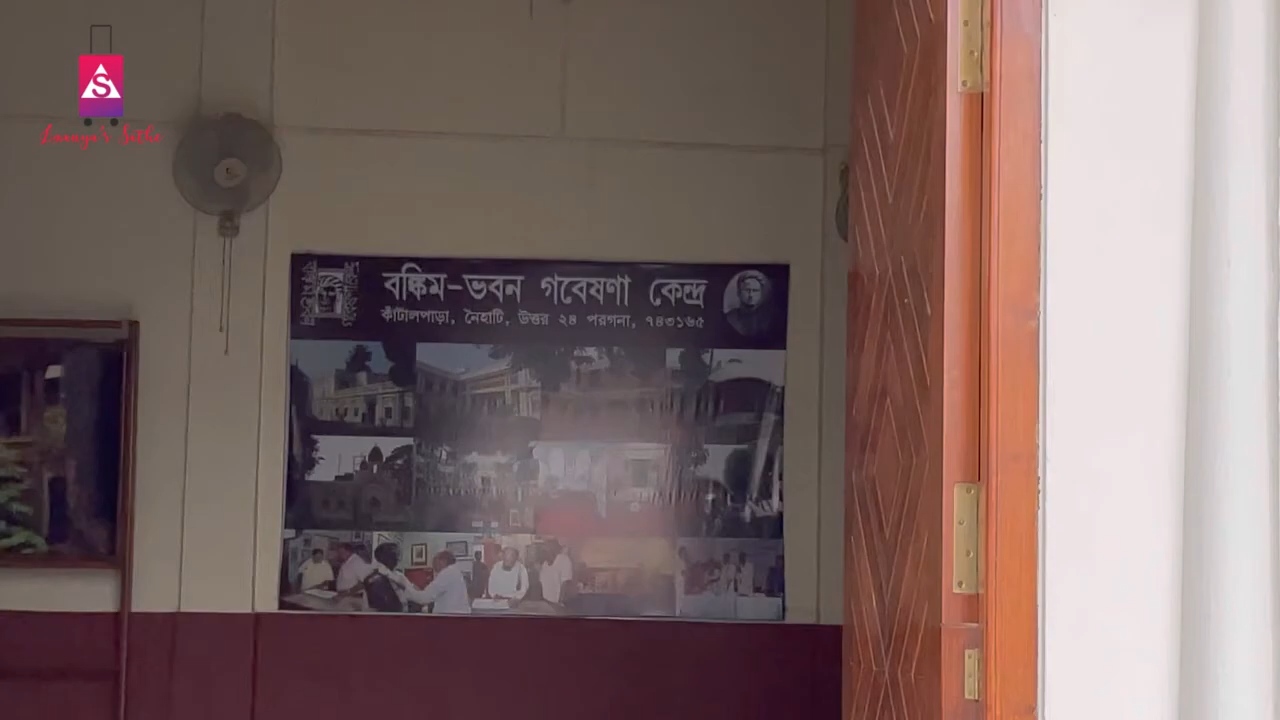 S
বঙ্কিম-ভবন গবেষণা কেন্দ্র
কাঁটালপাড়া, নৈহাটি, উত্তর ২৪ পরগনা, ৭৪৩১৬৫